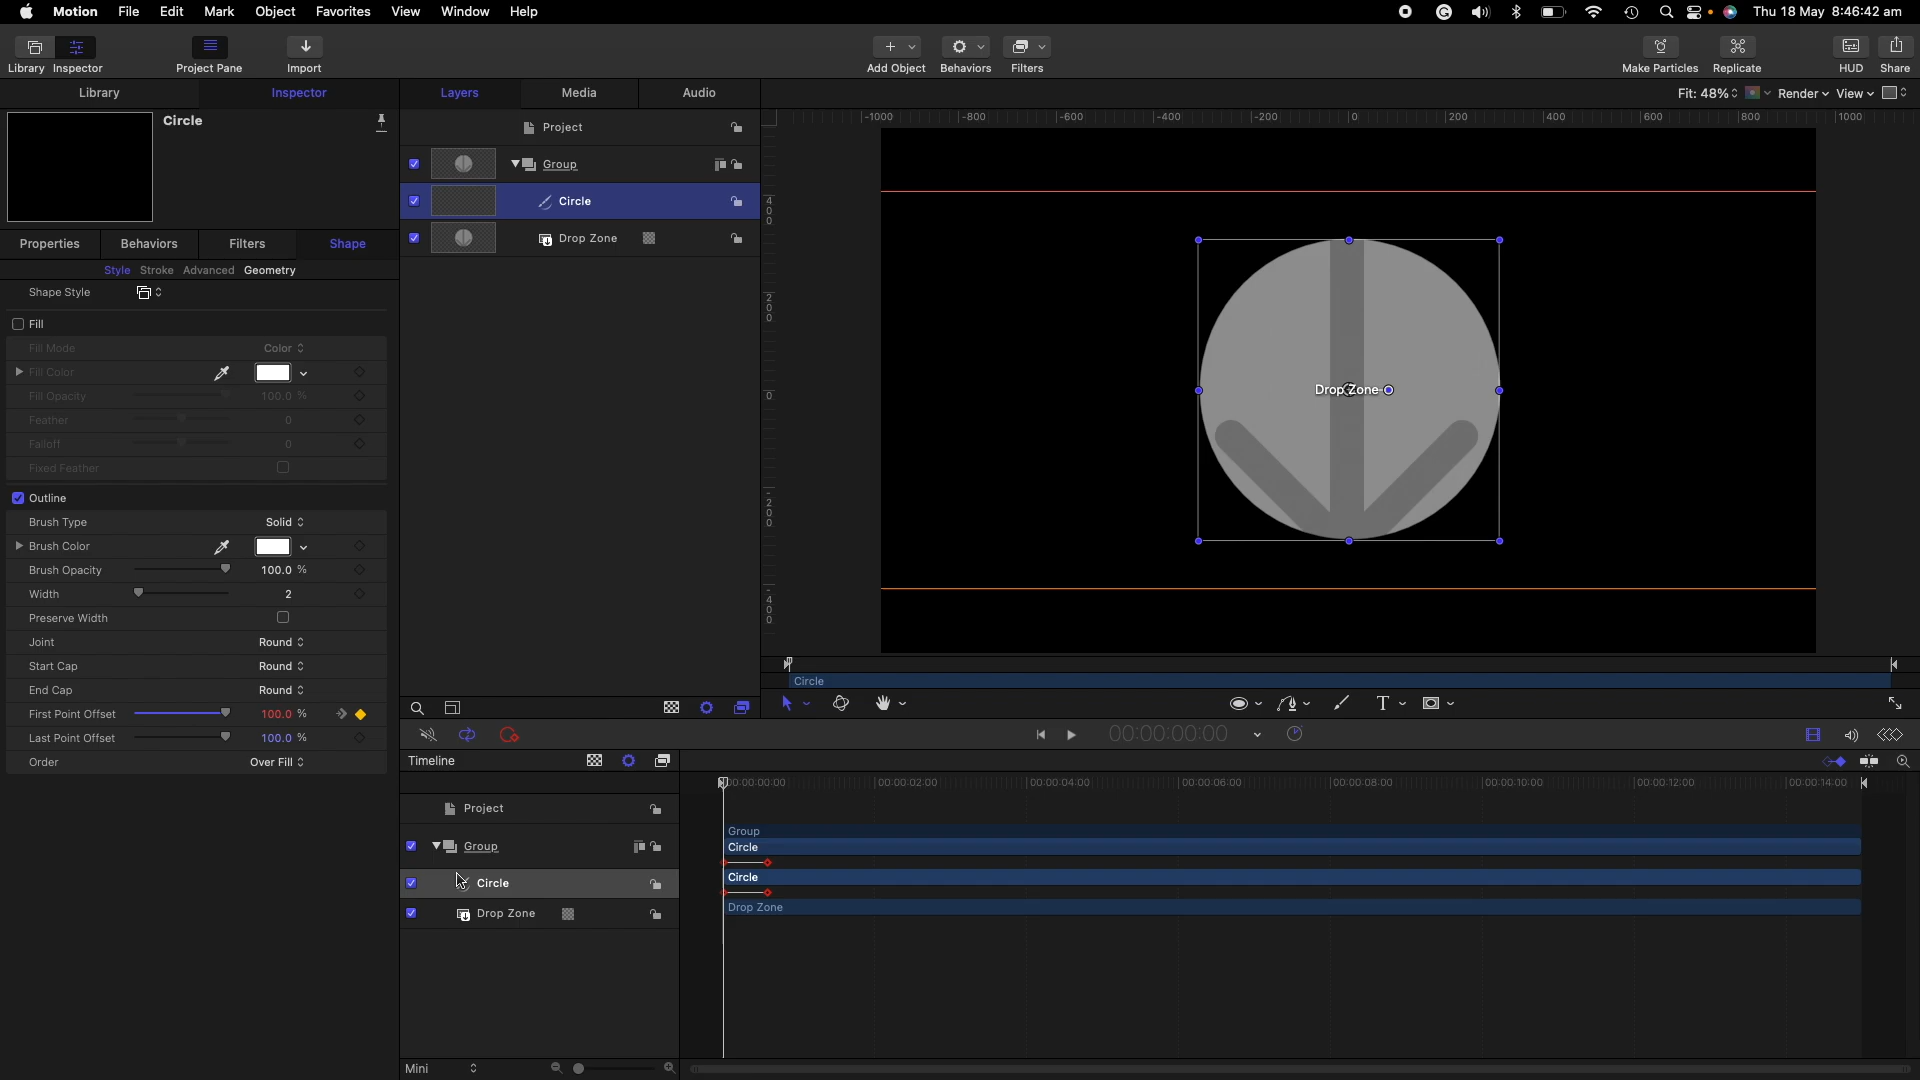 Motion File Edit Mark Object Favorites View Window Help Thu 18 May 8:46:42 am
Library Inspector Project Pane Import Add Object Behaviors Filters Make Particles Replicate HUD Share
Library Inspector Layers Media Audio Fit: 48% Render View
Circle
Project
Group
Circle
Drop Zone
Properties Behaviors Filters Shape
Style Stroke Advanced Geometry
Shape Style
Fill
Fill Mode Color
Fill Color
Fill Opacity 100.0 %
Feather 0
Falloff 0
Fixed Feather
Outline
Brush Type Solid
Brush Color
Brush Opacity 100.0 %
Width 2
Preserve Width
Joint Round
Start Cap Round
End Cap Round
First Point Offset 100.0 %
Last Point Offset 100.0 %
Order Over Fill
-1000 -800 -600 -400 -200 0 200 400 600 800 1000
400
200
0
-200
-400
Drop Zone
Circle
00:00:00:00
Timeline
00:00:00:00 00:00:02:00 00:00:04:00 00:00:06:00 00:00:08:00 00:00:10:00 00:00:12:00 00:00:14:00
Project
Group
Circle
Drop Zone
Group
Circle
Circle
Drop Zone
Mini